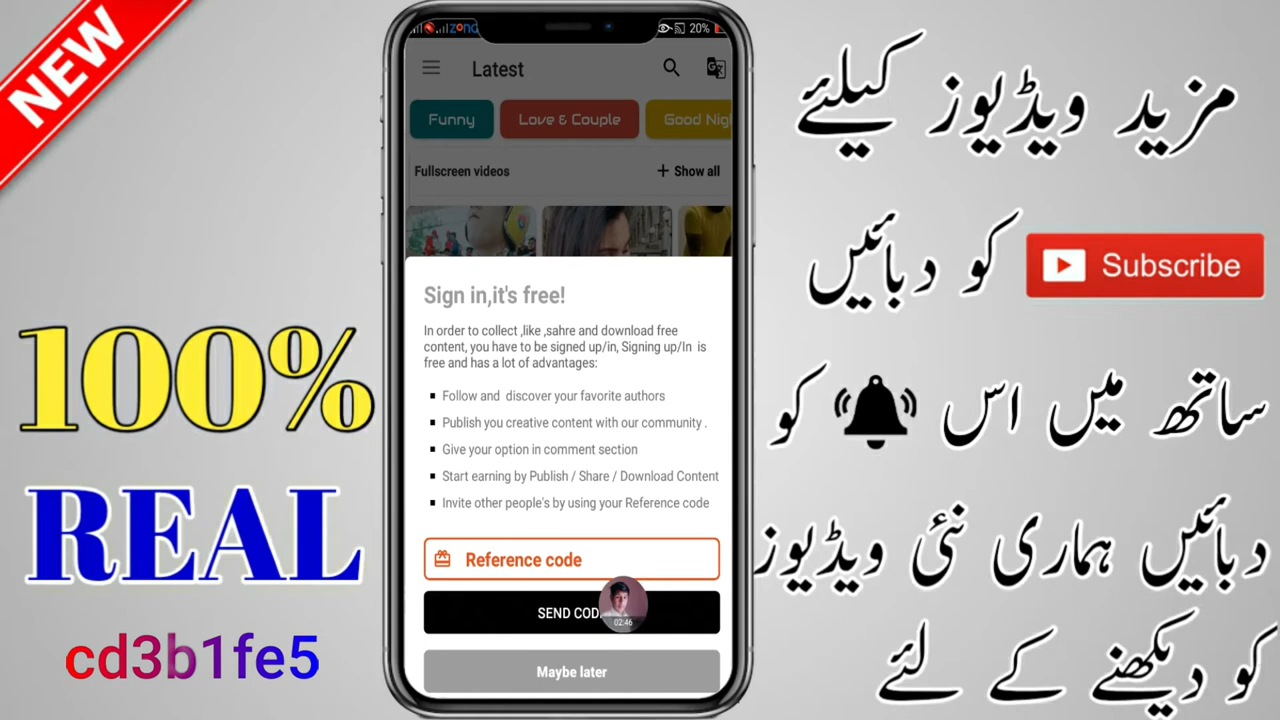 NEW
100%
REAL
cd3b1fe5
zong
20%
Latest
Funny
Love & Couple
Good Nig
Fullscreen videos
+ Show all
Sign in,it's free!
In order to collect ,like ,sahre and download free
content, you have to be signed up/in, Signing up/In is
free and has a lot of advantages:
Follow and discover your favorite authors
Publish you creative content with our community .
Give your option in comment section
Start earning by Publish / Share / Download Content
Invite other people's by using your Reference code
Reference code
SEND COD
02:46
Maybe later
مزید ویڈیوز کیلئے
Subscribe کو دبائیں
ساتھ میں اس کو
دبائیں ہماری نئی ویڈیوز
کو دیکھنے کے لئے